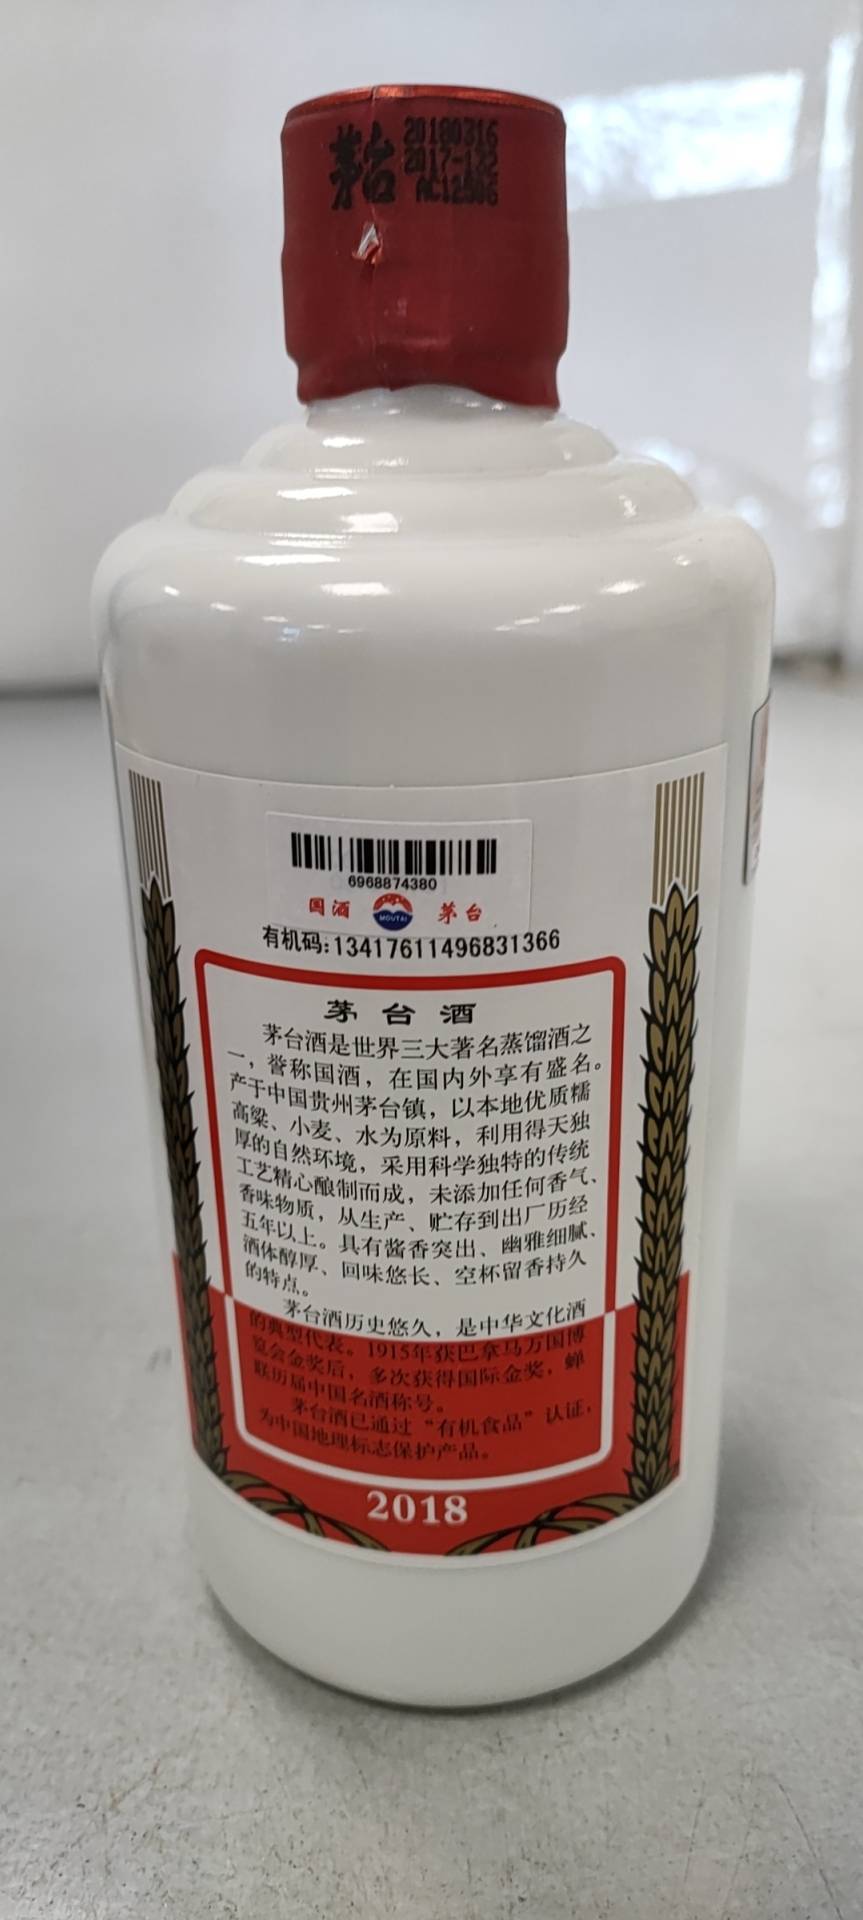 茅台
20180316
2017-132
6968874380
国酒 MOUTAI 茅台
有机码:13417611496831366
茅台酒
茅台酒是世界三大著名蒸馏酒之
一，誉称国酒，在国内外享有盛名。
产于中国贵州茅台镇，以本地优质糯
高粱、小麦、水为原料，利用得天独
厚的自然环境，采用科学独特的传统
工艺精心酿制而成，未添加任何香气、
香味物质，从生产、贮存到出厂历经
五年以上。具有酱香突出、幽雅细腻、
酒体醇厚、回味悠长、空杯留香持久
的特点。
茅台酒历史悠久，是中华文化酒
的典型代表。1915年获巴拿马万国博
览会金奖后，多次获得国际金奖，蝉
联历届中国名酒称号。
茅台酒已通过“有机食品”认证，
为中国地理标志保护产品。
2018